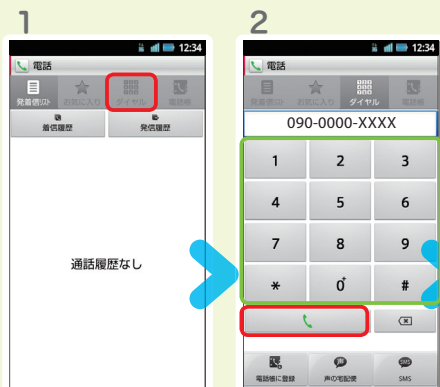 1
12:34
電話
発着信リスト お気に入り ダイヤル 電話帳
着信履歴 発信履歴
通話履歴なし
2
12:34
電話
発着信リスト お気に入り ダイヤル 電話帳
090-0000-XXXX
1 2 3
4 5 6
7 8 9
* 0+ #
電話帳に登録 声の宅配便 SMS